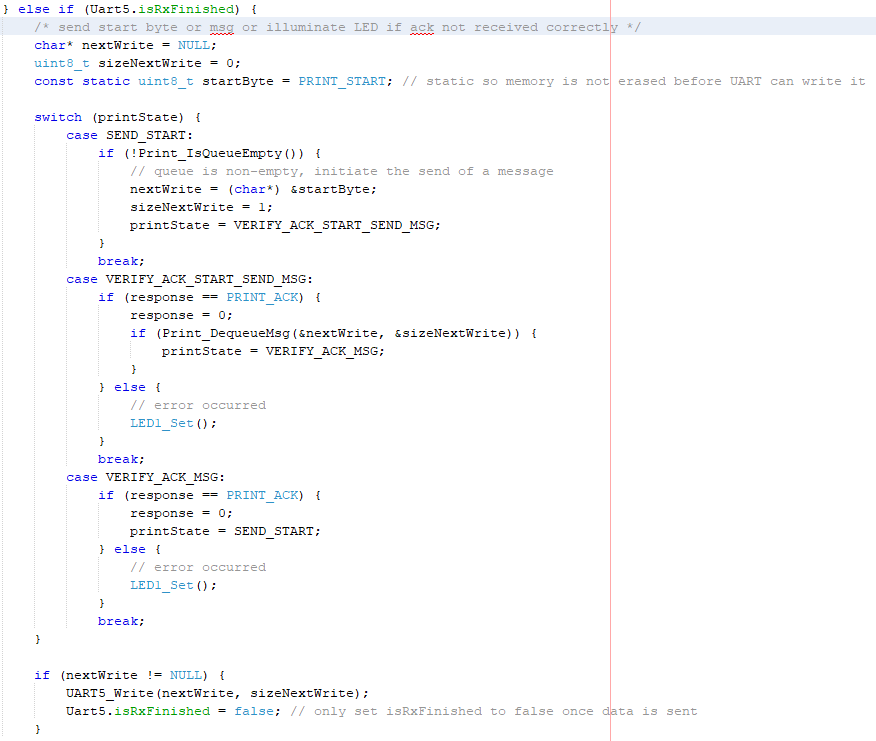 } else if (Uart5.isRxFinished) {
    /* send start byte or msg or illuminate LED if ack not received correctly */
    char* nextWrite = NULL;
    uint8_t sizeNextWrite = 0;
    const static uint8_t startByte = PRINT_START; // static so memory is not erased before UART can write it

    switch (printState) {
        case SEND_START:
            if (!Print_IsQueueEmpty()) {
                // queue is non-empty, initiate the send of a message
                nextWrite = (char*) &startByte;
                sizeNextWrite = 1;
                printState = VERIFY_ACK_START_SEND_MSG;
            }
            break;
        case VERIFY_ACK_START_SEND_MSG:
            if (response == PRINT_ACK) {
                response = 0;
                if (Print_DequeueMsg(&nextWrite, &sizeNextWrite)) {
                    printState = VERIFY_ACK_MSG;
                }
            } else {
                // error occurred
                LED1_Set();
            }
            break;
        case VERIFY_ACK_MSG:
            if (response == PRINT_ACK) {
                response = 0;
                printState = SEND_START;
            } else {
                // error occurred
                LED1_Set();
            }
            break;
    }

    if (nextWrite != NULL) {
        UART5_Write(nextWrite, sizeNextWrite);
        Uart5.isRxFinished = false; // only set isRxFinished to false once data is sent
    }